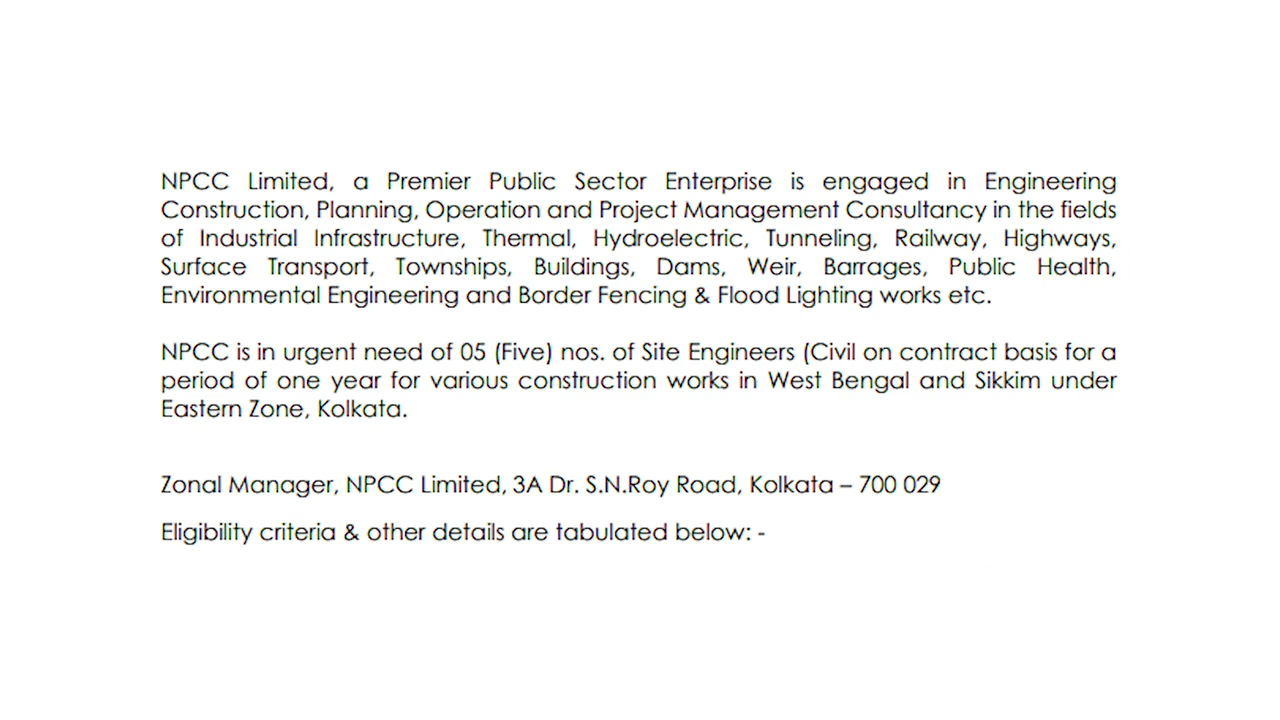 NPCC Limited, a Premier Public Sector Enterprise is engaged in Engineering
Construction, Planning, Operation and Project Management Consultancy in the fields
of Industrial Infrastructure, Thermal, Hydroelectric, Tunneling, Railway, Highways,
Surface Transport, Townships, Buildings, Dams, Weir, Barrages, Public Health,
Environmental Engineering and Border Fencing & Flood Lighting works etc.
NPCC is in urgent need of 05 (Five) nos. of Site Engineers (Civil on contract basis for a
period of one year for various construction works in West Bengal and Sikkim under
Eastern Zone, Kolkata.
Zonal Manager, NPCC Limited, 3A Dr. S.N.Roy Road, Kolkata – 700 029
Eligibility criteria & other details are tabulated below: -